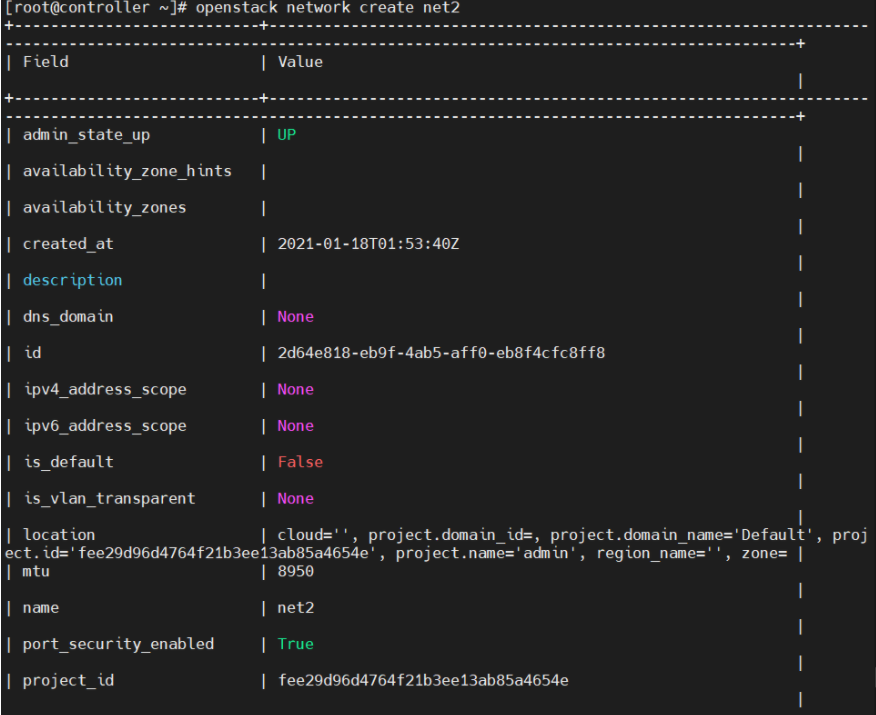 [root@controller ~]# openstack network create net2
+---------------------------+------------------------------------------------------------------
---------------------------------------------------------------------------------------+
| Field                     | Value
                                                                                       |
+---------------------------+------------------------------------------------------------------
---------------------------------------------------------------------------------------+
| admin_state_up            | UP
                                                                                       |
| availability_zone_hints   |
                                                                                       |
| availability_zones        |
                                                                                       |
| created_at                | 2021-01-18T01:53:40Z
                                                                                       |
| description               |
                                                                                       |
| dns_domain                | None
                                                                                       |
| id                        | 2d64e818-eb9f-4ab5-aff0-eb8f4cfc8ff8
                                                                                       |
| ipv4_address_scope        | None
                                                                                       |
| ipv6_address_scope        | None
                                                                                       |
| is_default                | False
                                                                                       |
| is_vlan_transparent       | None
                                                                                       |
| location                  | cloud='', project.domain_id=, project.domain_name='Default', proj
ect.id='fee29d96d4764f21b3ee13ab85a4654e', project.name='admin', region_name='', zone= |
| mtu                       | 8950
                                                                                       |
| name                      | net2
                                                                                       |
| port_security_enabled     | True
                                                                                       |
| project_id                | fee29d96d4764f21b3ee13ab85a4654e
                                                                                       |